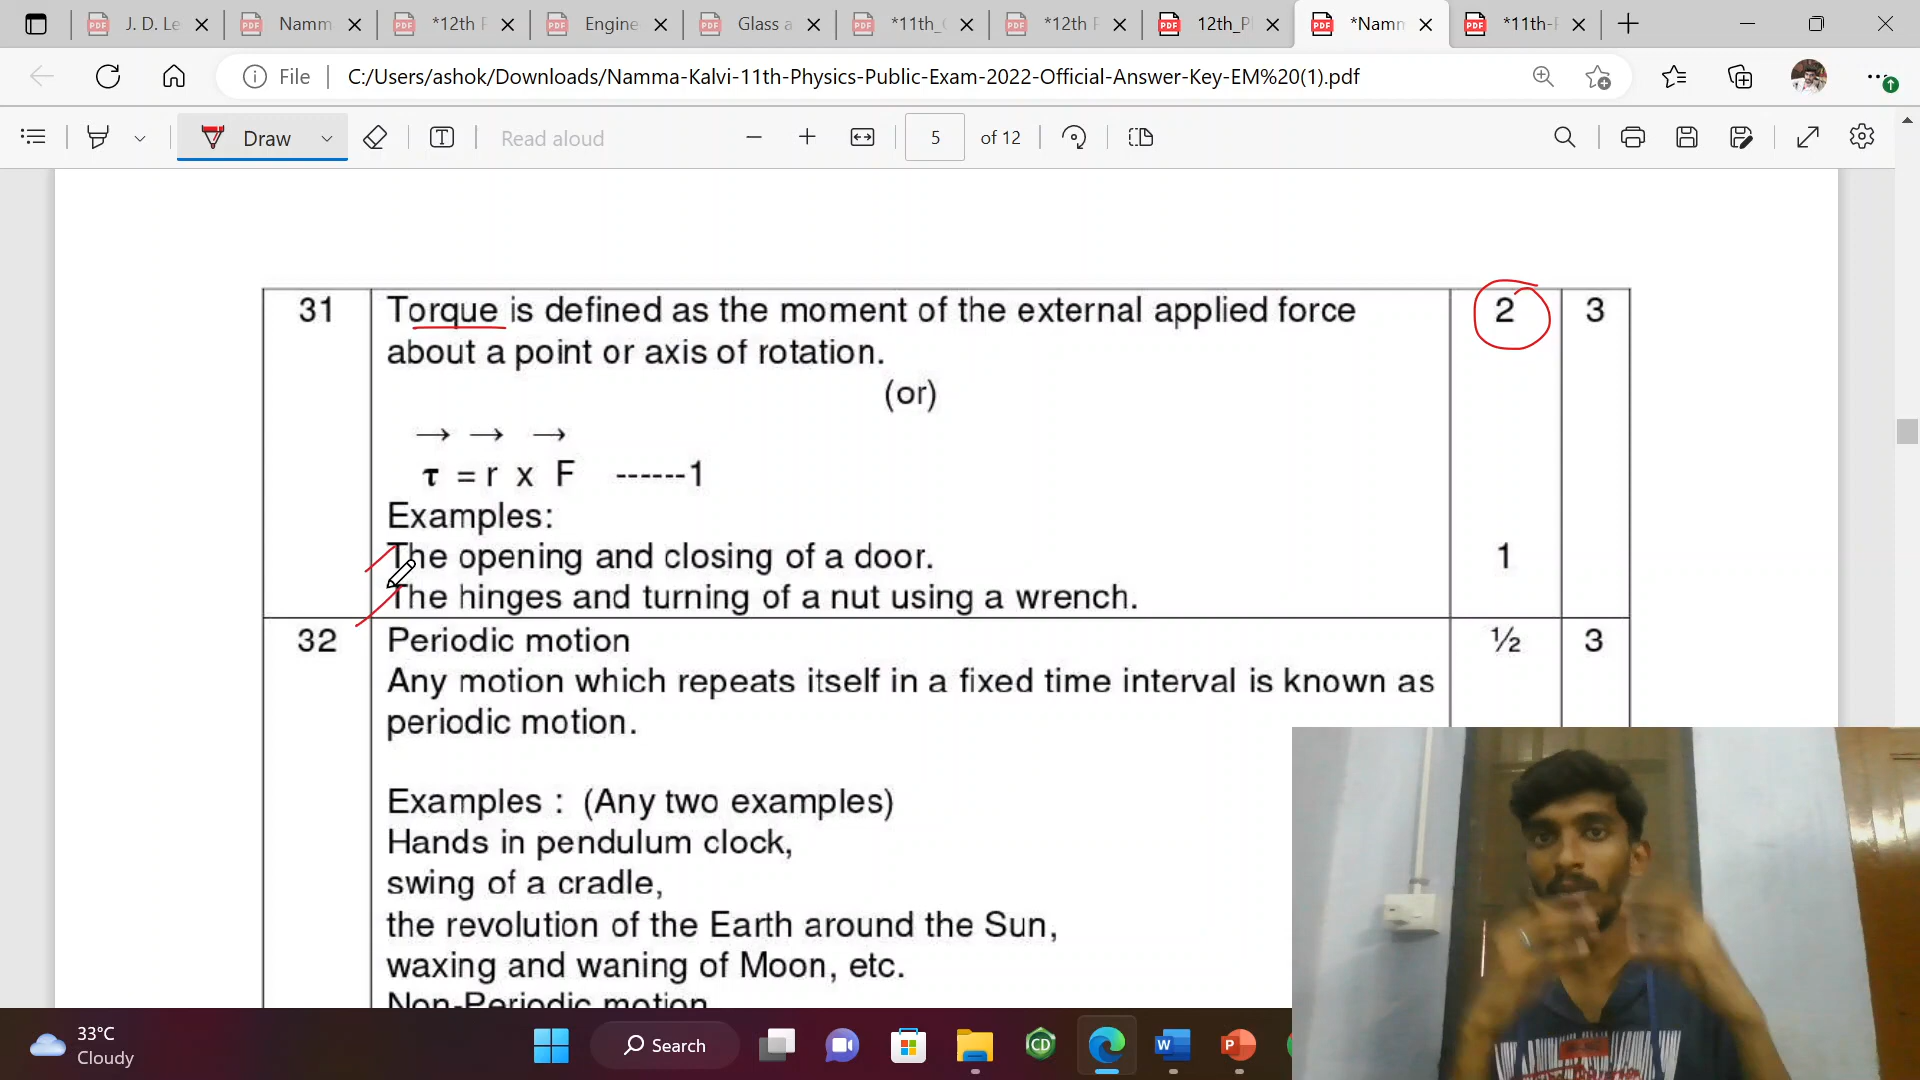 J. D. Le
Namm
*12th P
Engine
Glass a
*11th_C
*12th P
12th_Pl
*Namm
*11th-
File
C:/Users/ashok/Downloads/Namma-Kalvi-11th-Physics-Public-Exam-2022-Official-Answer-Key-EM%20(1).pdf
Draw
Read aloud
5
of 12
31
Torque is defined as the moment of the external applied force
2
3
about a point or axis of rotation.
(or)
→ → →
τ = r x F ------1
Examples:
The opening and closing of a door.
1
The hinges and turning of a nut using a wrench.
32
Periodic motion
½
3
Any motion which repeats itself in a fixed time interval is known as
periodic motion.
Examples : (Any two examples)
Hands in pendulum clock,
swing of a cradle,
the revolution of the Earth around the Sun,
waxing and waning of Moon, etc.
Non-Periodic motion
33°C
Cloudy
Search